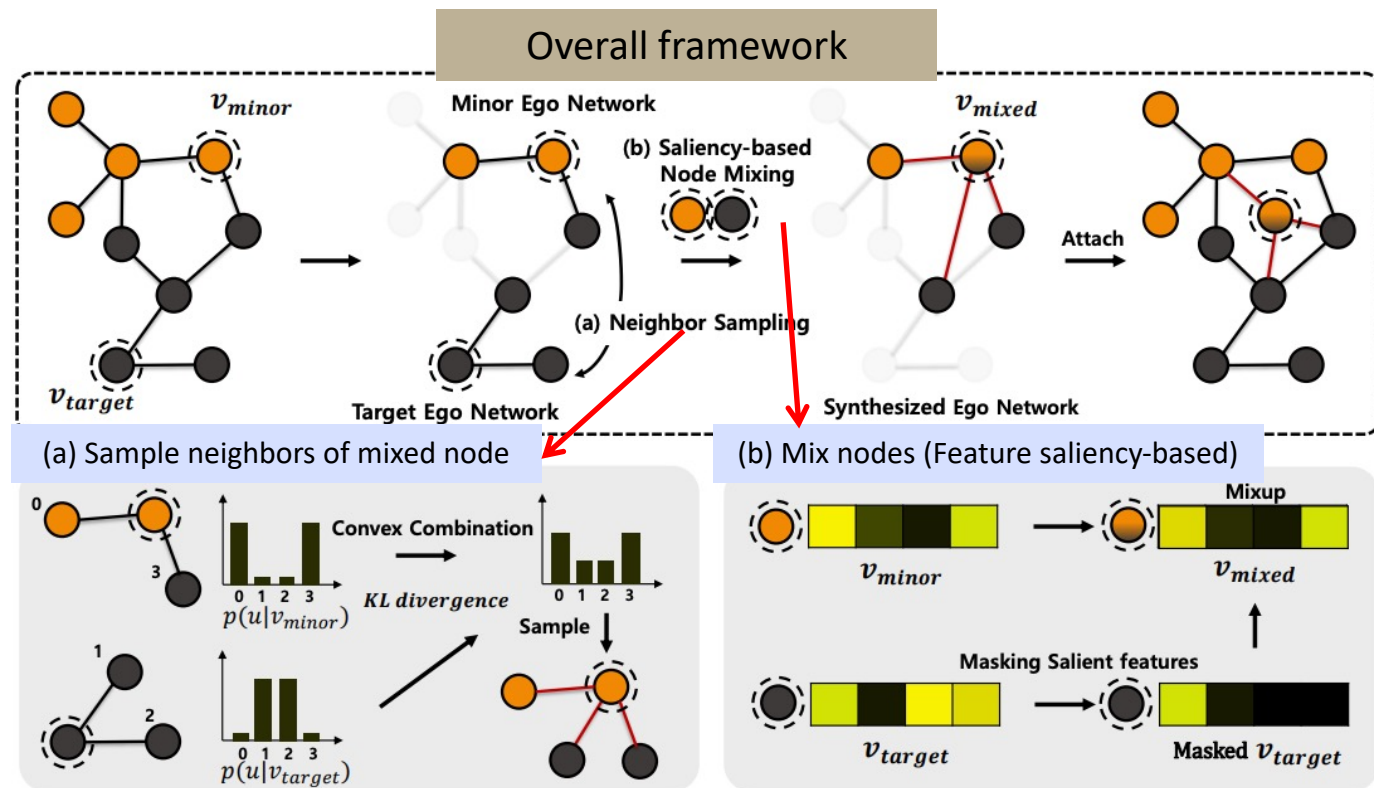 Overall framework
v_minor
Minor Ego Network
(b) Saliency-based
Node Mixing
v_mixed
Attach
(a) Neighbor Sampling
v_target
Target Ego Network
Synthesized Ego Network
(a) Sample neighbors of mixed node
0
3
0 1 2 3
p(u|v_minor)
Convex Combination
KL divergence
0 1 2 3
Sample
1
2
0 1 2 3
p(u|v_target)
(b) Mix nodes (Feature saliency-based)
Mixup
v_minor
v_mixed
Masking Salient features
v_target
Masked v_target